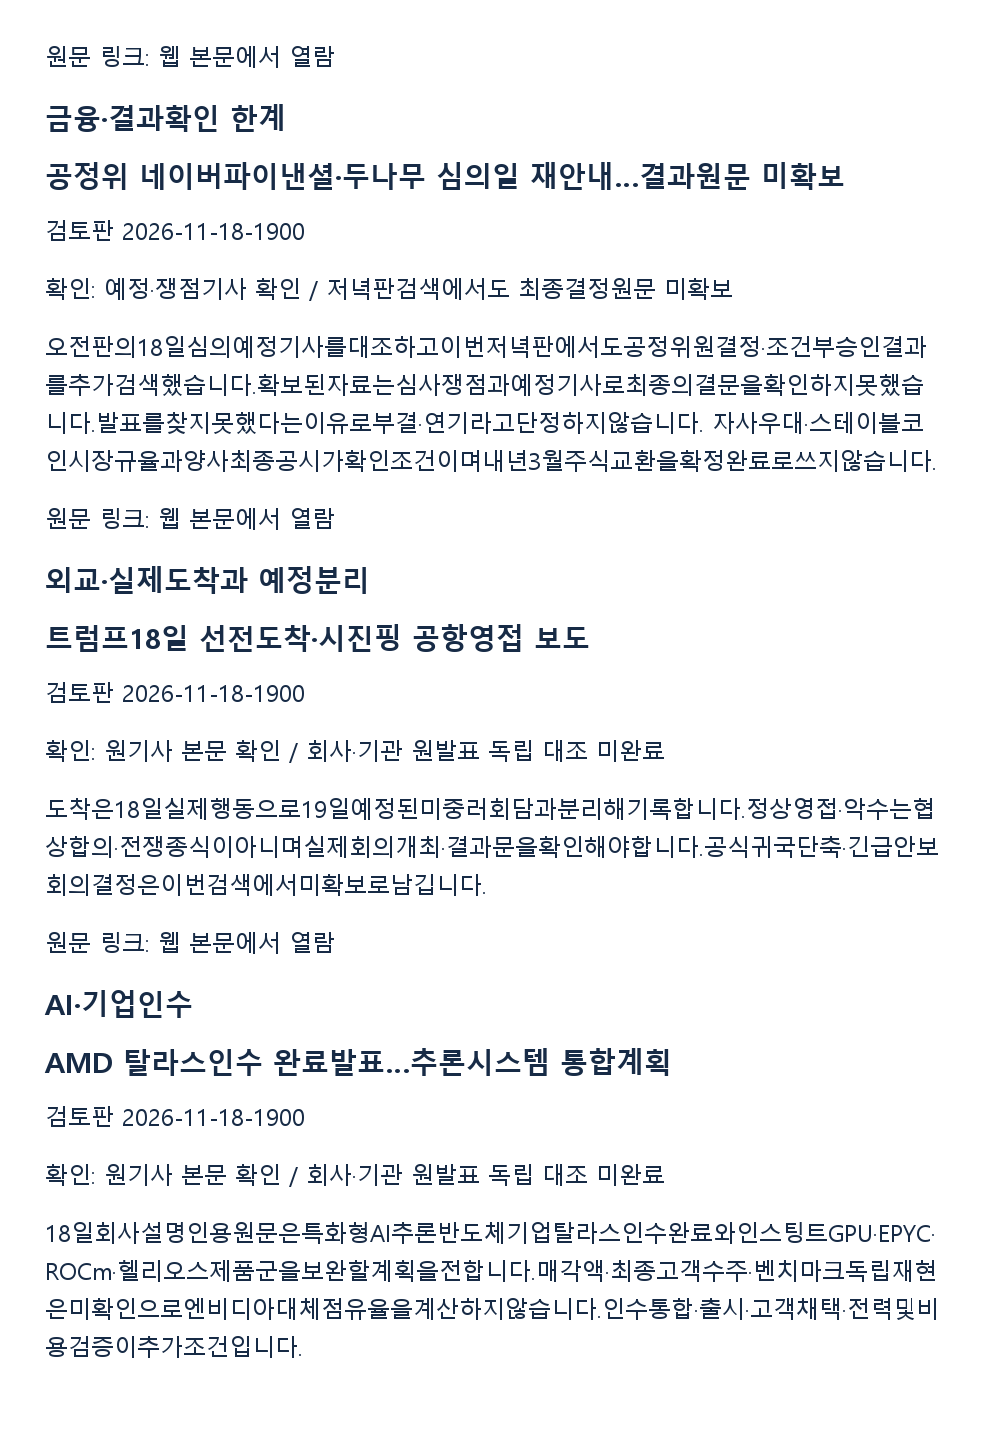 원문 링크: 웹 본문에서 열람
금융·결과확인 한계
공정위 네이버파이낸셜·두나무 심의일 재안내...결과원문 미확보
검토판 2026-11-18-1900
확인: 예정·쟁점기사 확인 / 저녁판검색에서도 최종결정원문 미확보
오전판의18일심의예정기사를대조하고이번저녁판에서도공정위원결정·조건부승인결과
를추가검색했습니다.확보된자료는심사쟁점과예정기사로최종의결문을확인하지못했습
니다.발표를찾지못했다는이유로부결·연기라고단정하지않습니다. 자사우대·스테이블코
인시장규율과양사최종공시가확인조건이며내년3월주식교환을확정완료로쓰지않습니다.
원문 링크: 웹 본문에서 열람
외교·실제도착과 예정분리
트럼프18일 선전도착·시진핑 공항영접 보도
검토판 2026-11-18-1900
확인: 원기사 본문 확인 / 회사·기관 원발표 독립 대조 미완료
도착은18일실제행동으로19일예정된미중러회담과분리해기록합니다.정상영접·악수는협
상합의·전쟁종식이아니며실제회의개최·결과문을확인해야합니다.공식귀국단축·긴급안보
회의결정은이번검색에서미확보로남깁니다.
원문 링크: 웹 본문에서 열람
AI·기업인수
AMD 탈라스인수 완료발표...추론시스템 통합계획
검토판 2026-11-18-1900
확인: 원기사 본문 확인 / 회사·기관 원발표 독립 대조 미완료
18일회사설명인용원문은특화형AI추론반도체기업탈라스인수완료와인스팅트GPU·EPYC·
ROCm·헬리오스제품군을보완할계획을전합니다.매각액·최종고객수주·벤치마크독립재현
은미확인으로엔비디아대체점유율을계산하지않습니다.인수통합·출시·고객채택·전력및비
용검증이추가조건입니다.